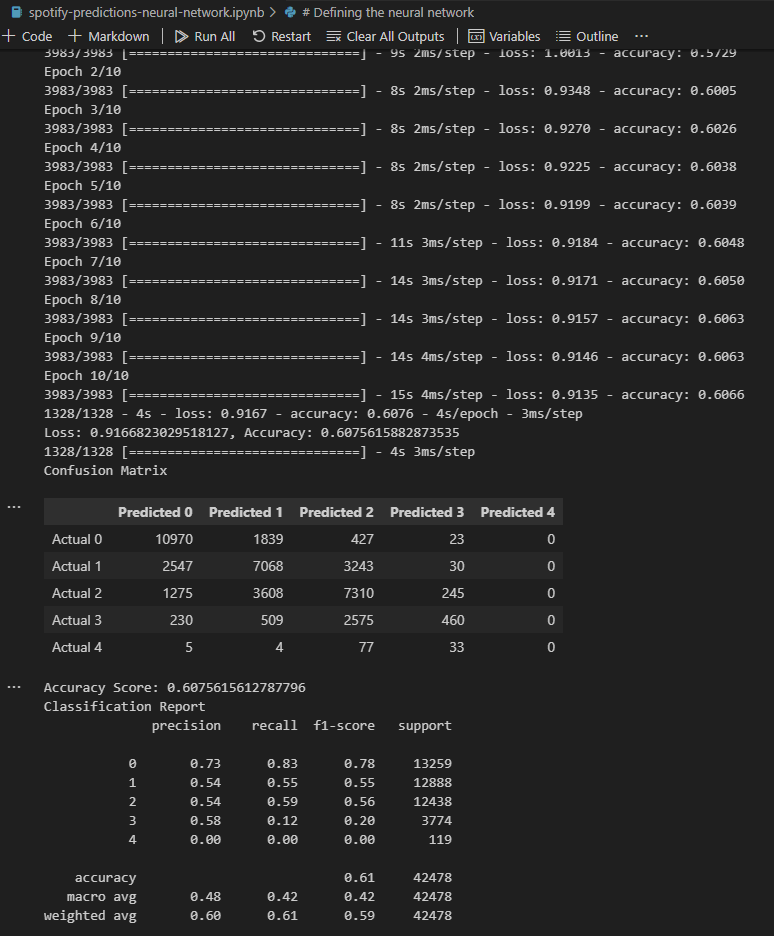 spotify-predictions-neural-network.ipynb > # Defining the neural network
+ Code + Markdown | Run All Restart Clear All Outputs | Variables Outline ...
3983/3983 [==============================] - 9s 2ms/step - loss: 1.0013 - accuracy: 0.5729
Epoch 2/10
3983/3983 [==============================] - 8s 2ms/step - loss: 0.9348 - accuracy: 0.6005
Epoch 3/10
3983/3983 [==============================] - 8s 2ms/step - loss: 0.9270 - accuracy: 0.6026
Epoch 4/10
3983/3983 [==============================] - 8s 2ms/step - loss: 0.9225 - accuracy: 0.6038
Epoch 5/10
3983/3983 [==============================] - 8s 2ms/step - loss: 0.9199 - accuracy: 0.6039
Epoch 6/10
3983/3983 [==============================] - 11s 3ms/step - loss: 0.9184 - accuracy: 0.6048
Epoch 7/10
3983/3983 [==============================] - 14s 3ms/step - loss: 0.9171 - accuracy: 0.6050
Epoch 8/10
3983/3983 [==============================] - 14s 3ms/step - loss: 0.9157 - accuracy: 0.6063
Epoch 9/10
3983/3983 [==============================] - 14s 4ms/step - loss: 0.9146 - accuracy: 0.6063
Epoch 10/10
3983/3983 [==============================] - 15s 4ms/step - loss: 0.9135 - accuracy: 0.6066
1328/1328 - 4s - loss: 0.9167 - accuracy: 0.6076 - 4s/epoch - 3ms/step
Loss: 0.9166823029518127, Accuracy: 0.6075615882873535
1328/1328 [==============================] - 4s 3ms/step
Confusion Matrix
...
Predicted 0 Predicted 1 Predicted 2 Predicted 3 Predicted 4
Actual 0 10970 1839 427 23 0
Actual 1 2547 7068 3243 30 0
Actual 2 1275 3608 7310 245 0
Actual 3 230 509 2575 460 0
Actual 4 5 4 77 33 0
... Accuracy Score: 0.6075615612787796
Classification Report
precision recall f1-score support
0 0.73 0.83 0.78 13259
1 0.54 0.55 0.55 12888
2 0.54 0.59 0.56 12438
3 0.58 0.12 0.20 3774
4 0.00 0.00 0.00 119
accuracy 0.61 42478
macro avg 0.48 0.42 0.42 42478
weighted avg 0.60 0.61 0.59 42478